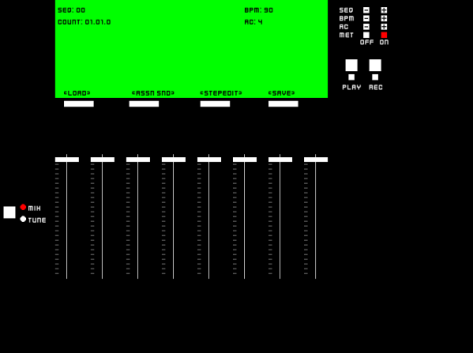 SEQ: 00
BPM: 90
COUNT: 01.01.0
AC: 4
<LOAD>
<ASSN SND>
<STEPEDIT>
<SAVE>
SEQ - +
BPM - +
AC - +
MET
OFF ON
PLAY REC
MIX
TUNE